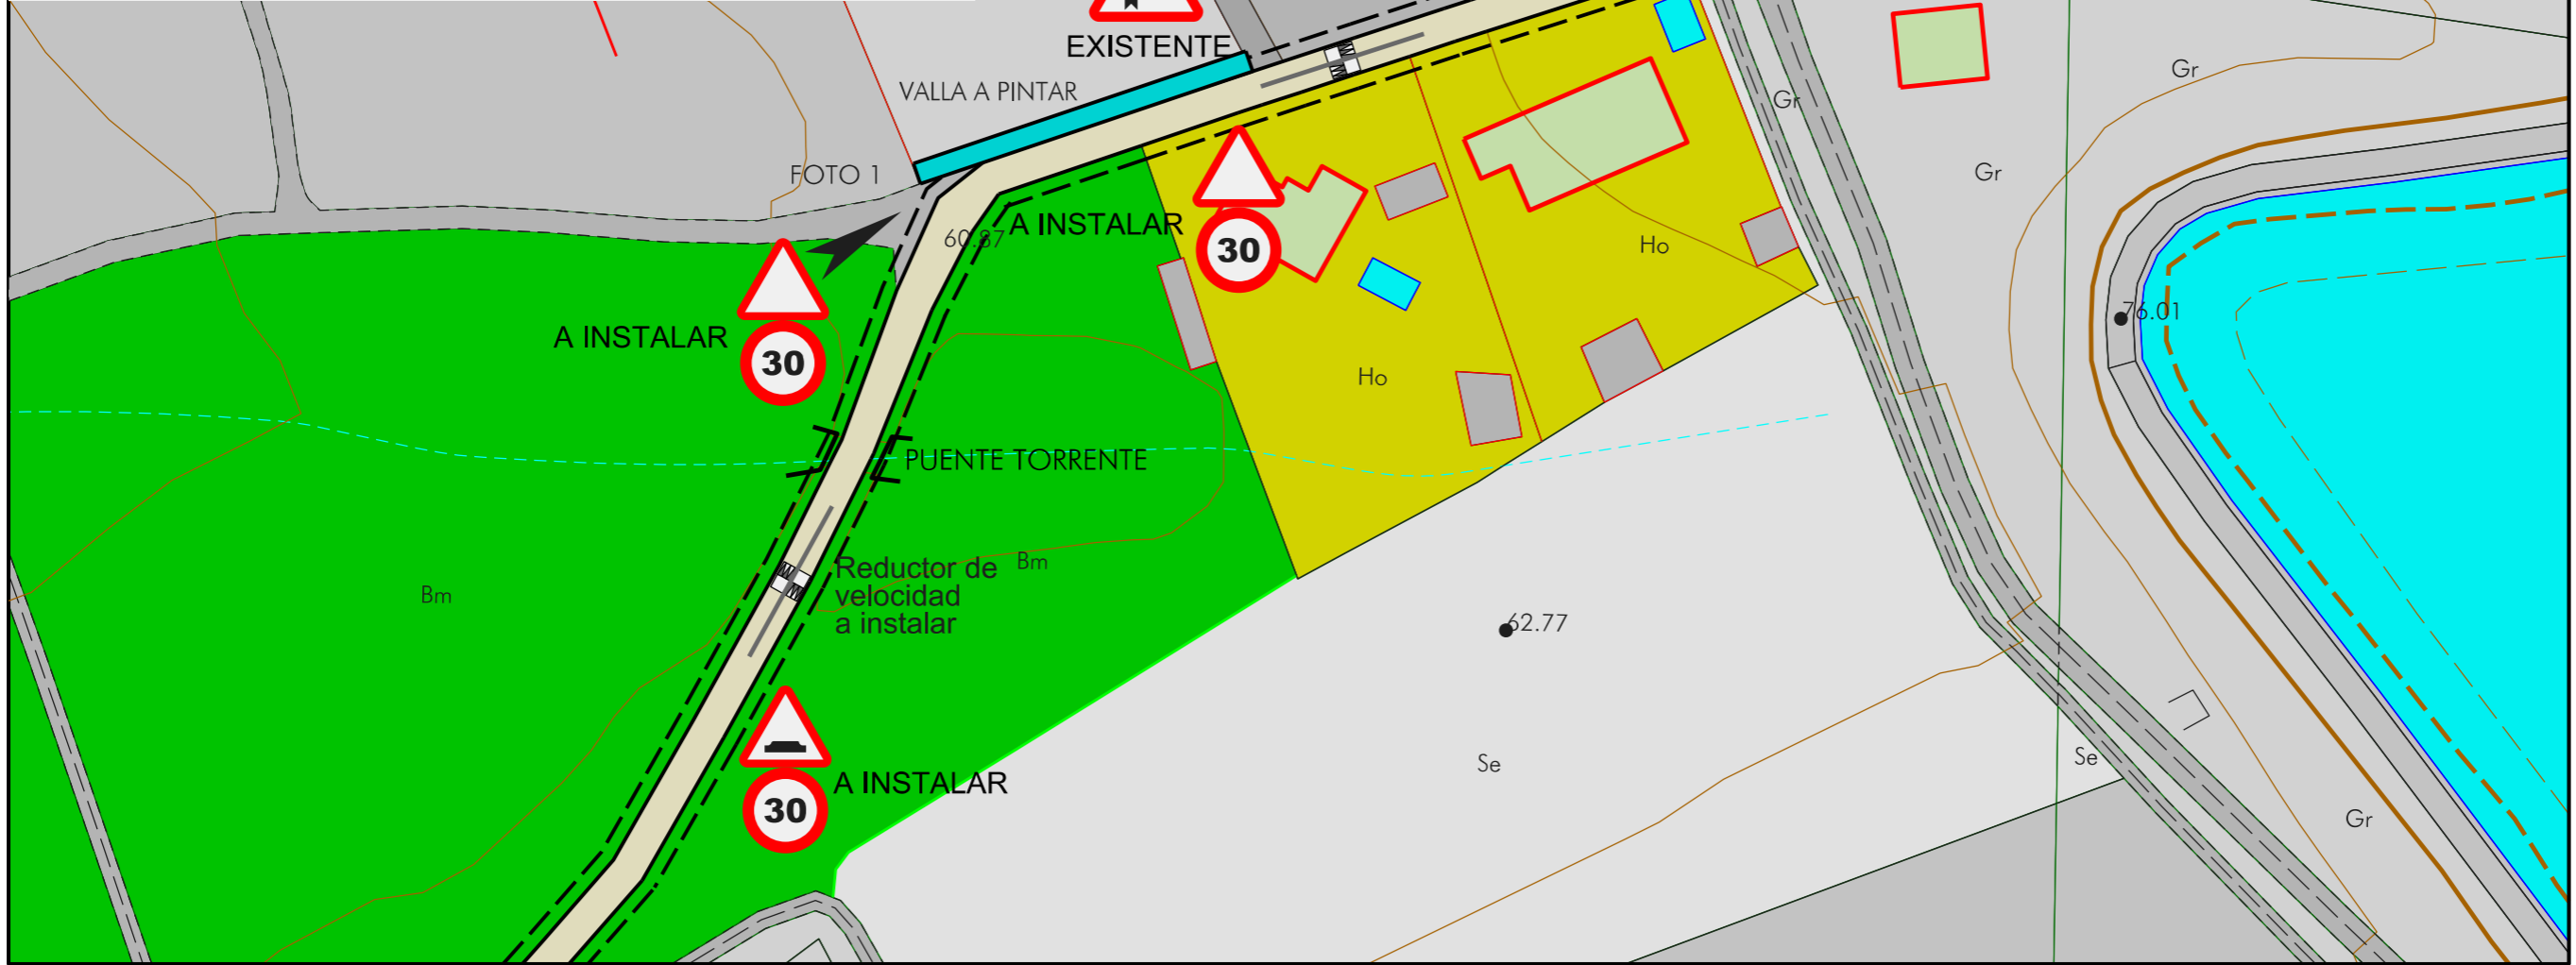 EXISTENTE
Gr
VALLA A PINTAR
Gr
FOTO 1
Gr
A INSTALAR
60.87
30
Ho
76.01
A INSTALAR
30
Ho
PUENTE TORRENTE
Reductor de
velocidad
a instalar
Bm
Bm
62.77
Se
Se
A INSTALAR
30
Gr